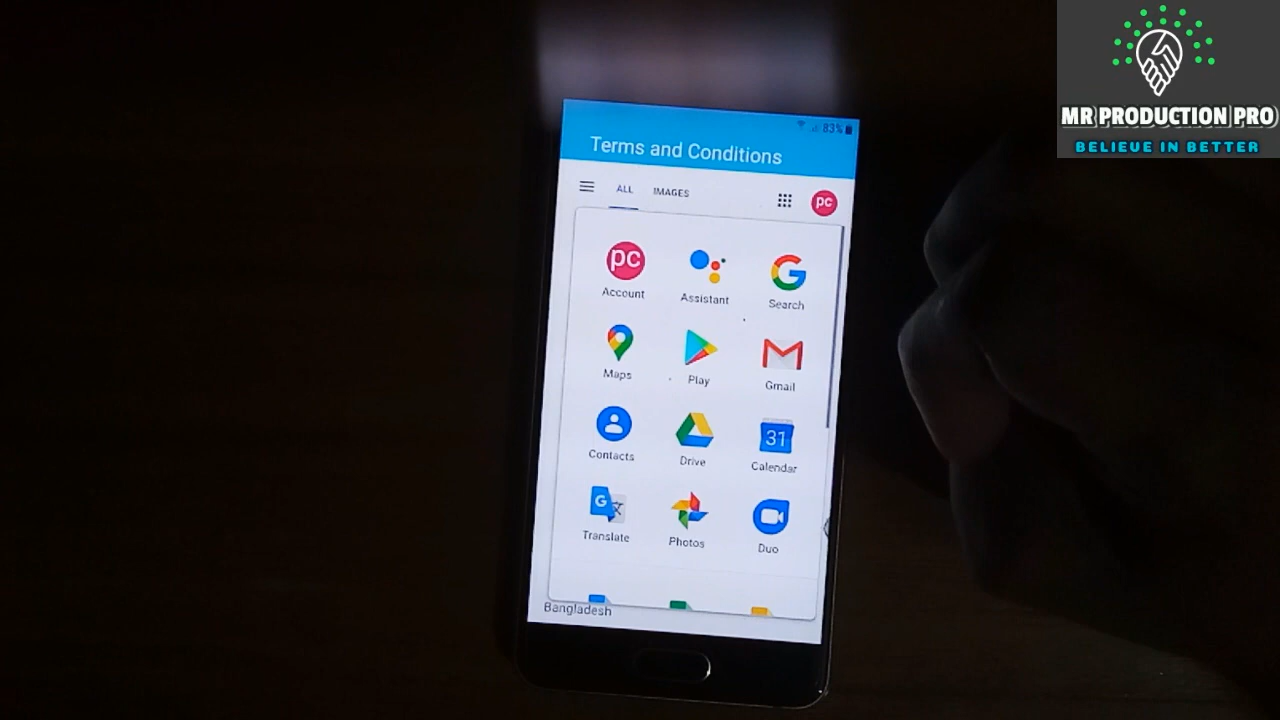 MR PRODUCTION PRO
BELIEVE IN BETTER
83%
Terms and Conditions
ALL IMAGES
pc
pc
Account Assistant Search
Maps Play Gmail
31
Contacts Drive Calendar
G
Translate Photos Duo
Bangladesh